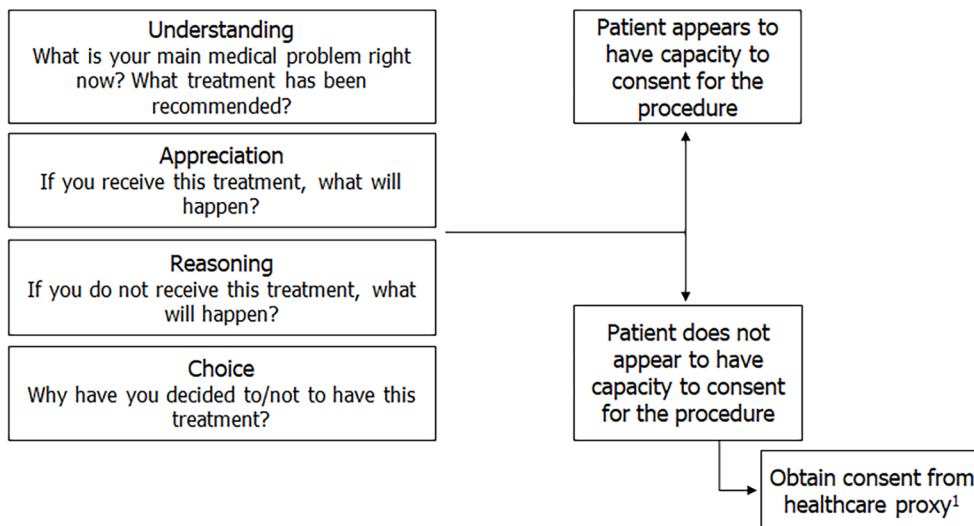 Understanding
What is your main medical problem right
now? What treatment has been
recommended?
Appreciation
If you receive this treatment, what will
happen?
Reasoning
If you do not receive this treatment, what
will happen?
Choice
Why have you decided to/not to have this
treatment?
Patient appears to
have capacity to
consent for the
procedure
Patient does not
appear to have
capacity to consent
for the procedure
Obtain consent from
healthcare proxy¹